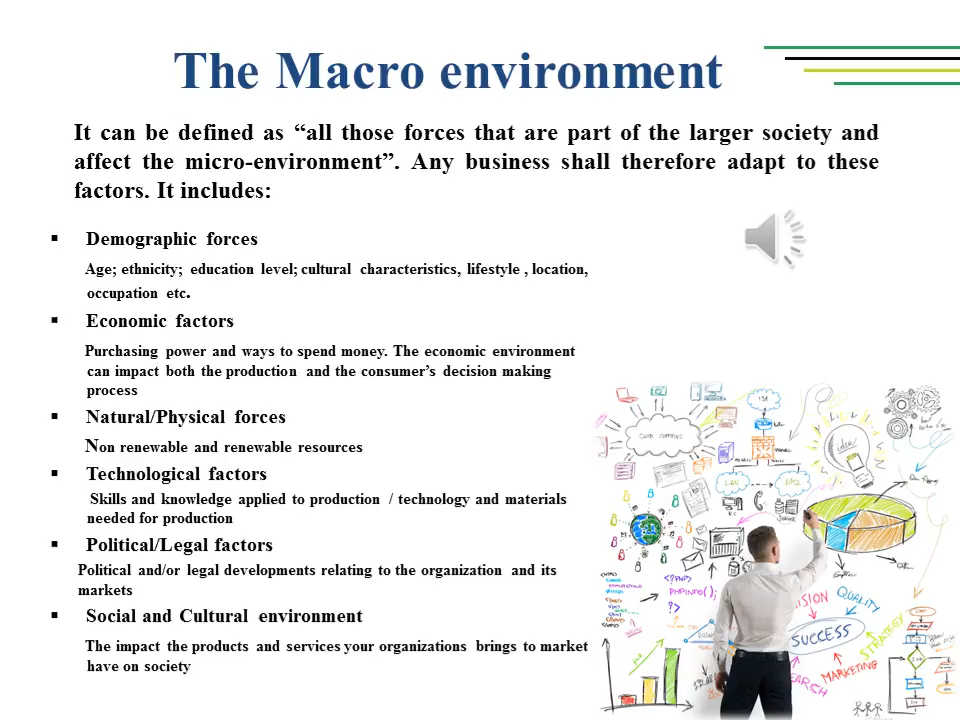 The Macro environment
It can be defined as “all those forces that are part of the larger society and
affect the micro-environment”. Any business shall therefore adapt to these
factors. It includes:
▪ Demographic forces
Age; ethnicity; education level; cultural characteristics, lifestyle , location,
occupation etc.
▪ Economic factors
Purchasing power and ways to spend money. The economic environment
can impact both the production and the consumer’s decision making
process
▪ Natural/Physical forces
Non renewable and renewable resources
▪ Technological factors
Skills and knowledge applied to production / technology and materials
needed for production
▪ Political/Legal factors
Political and/or legal developments relating to the organization and its
markets
▪ Social and Cultural environment
The impact the products and services your organizations brings to market
have on society
idea
LAN
<?PHP>
PHPINFO();
?>
QUALITY
SUCCESS
STRATEGY
MARKETING